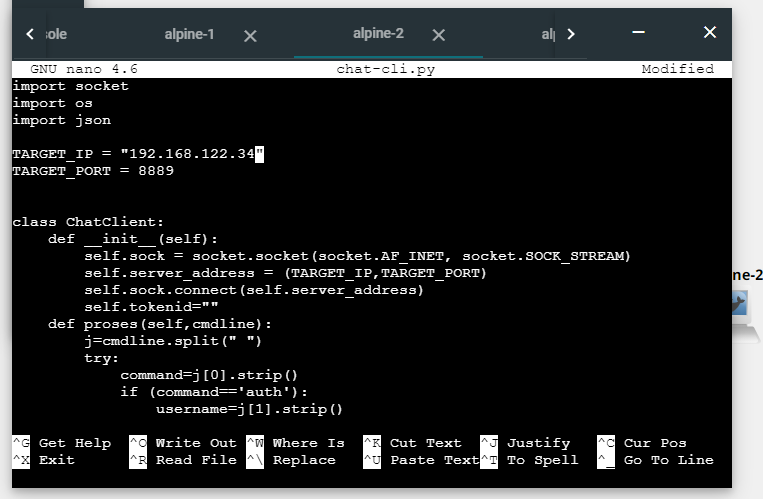 sole alpine-1 alpine-2 alp
GNU nano 4.6 chat-cli.py Modified
import socket
import os
import json
TARGET_IP = "192.168.122.34"
TARGET_PORT = 8889
class ChatClient:
def __init__(self):
self.sock = socket.socket(socket.AF_INET, socket.SOCK_STREAM)
self.server_address = (TARGET_IP,TARGET_PORT)
self.sock.connect(self.server_address)
self.tokenid=""
def proses(self,cmdline):
j=cmdline.split(" ")
try:
command=j[0].strip()
if (command=='auth'):
username=j[1].strip()
^G Get Help ^O Write Out ^W Where Is ^K Cut Text ^J Justify ^C Cur Pos
^X Exit ^R Read File ^\ Replace ^U Paste Text ^T To Spell ^_ Go To Line
ne-2